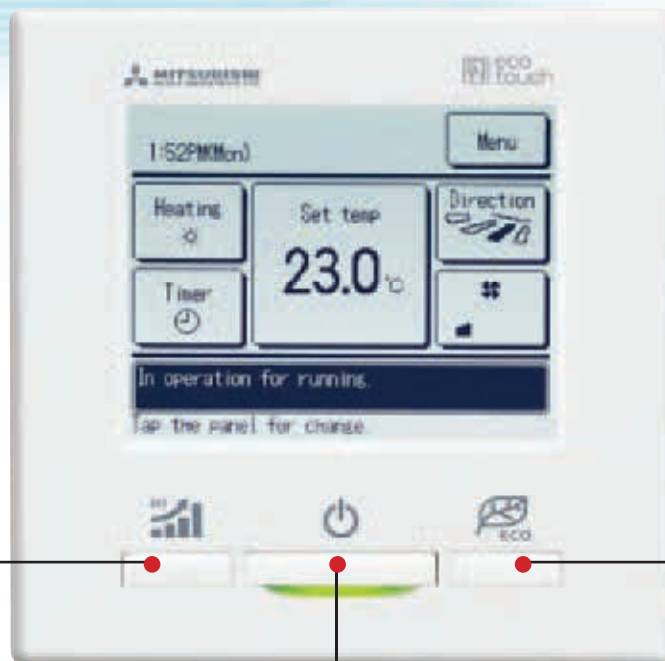 MITSUBISHI
eco
touch
1:52PM(Mon)
Menu
Heating
Set temp
Direction
23.0 °C
Timer
In operation for running.
Tap the panel for change.
ECO